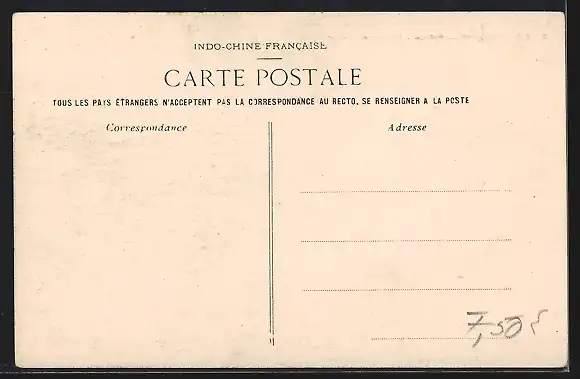 INDO-CHINE FRANÇAISE
CARTE POSTALE
TOUS LES PAYS ÉTRANGERS N'ACCEPTENT PAS LA CORRESPONDANCE AU RECTO, SE RENSEIGNER A LA POSTE
Correspondance
Adresse
7,50